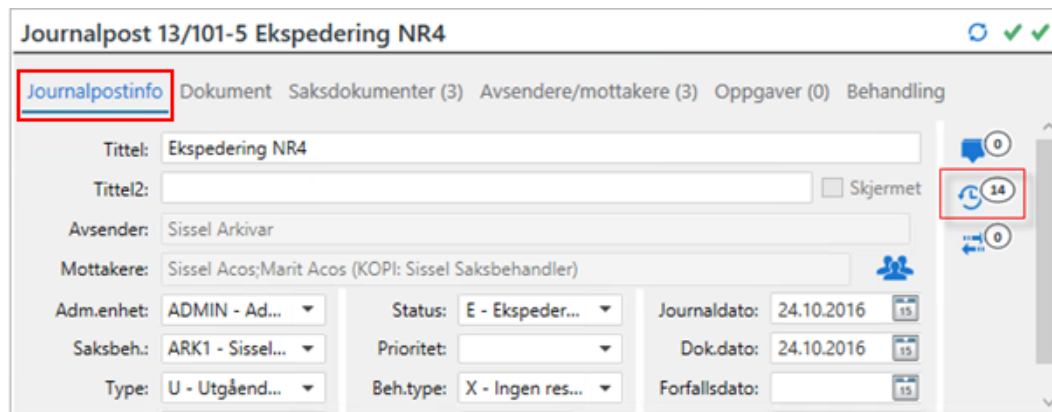 Journalpost 13/101-5 Ekspedering NR4
Journalpostinfo Dokument Saksdokumenter (3) Avsendere/mottakere (3) Oppgaver (0) Behandling
Tittel: Ekspedering NR4 0
Tittel2: Skjermet 14
Avsender: Sissel Arkivar 0
Mottakere: Sissel Acos;Marit Acos (KOPI: Sissel Saksbehandler)
Adm.enhet: ADMIN - Ad... Status: E - Ekspeder... Journaldato: 24.10.2016 15
Saksbeh.: ARK1 - Sissel... Prioritet: Dok.dato: 24.10.2016 15
Type: U - Utgåend... Beh.type: X - Ingen res... Forfallsdato: 15